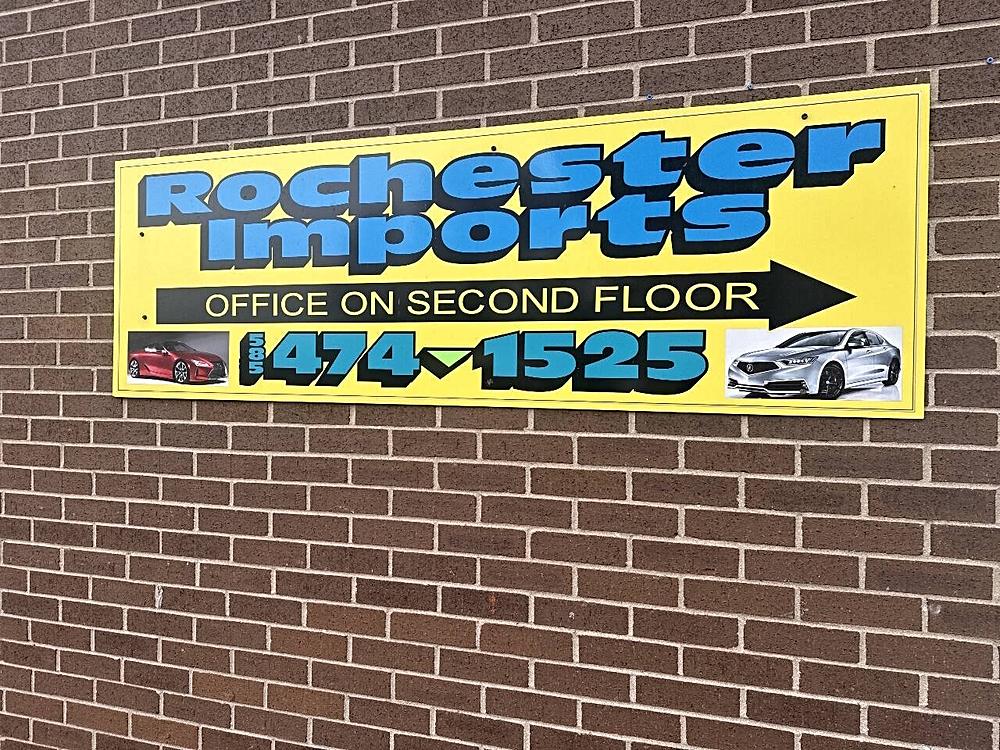 Rochester
Imports
OFFICE ON SECOND FLOOR
585 474-1525